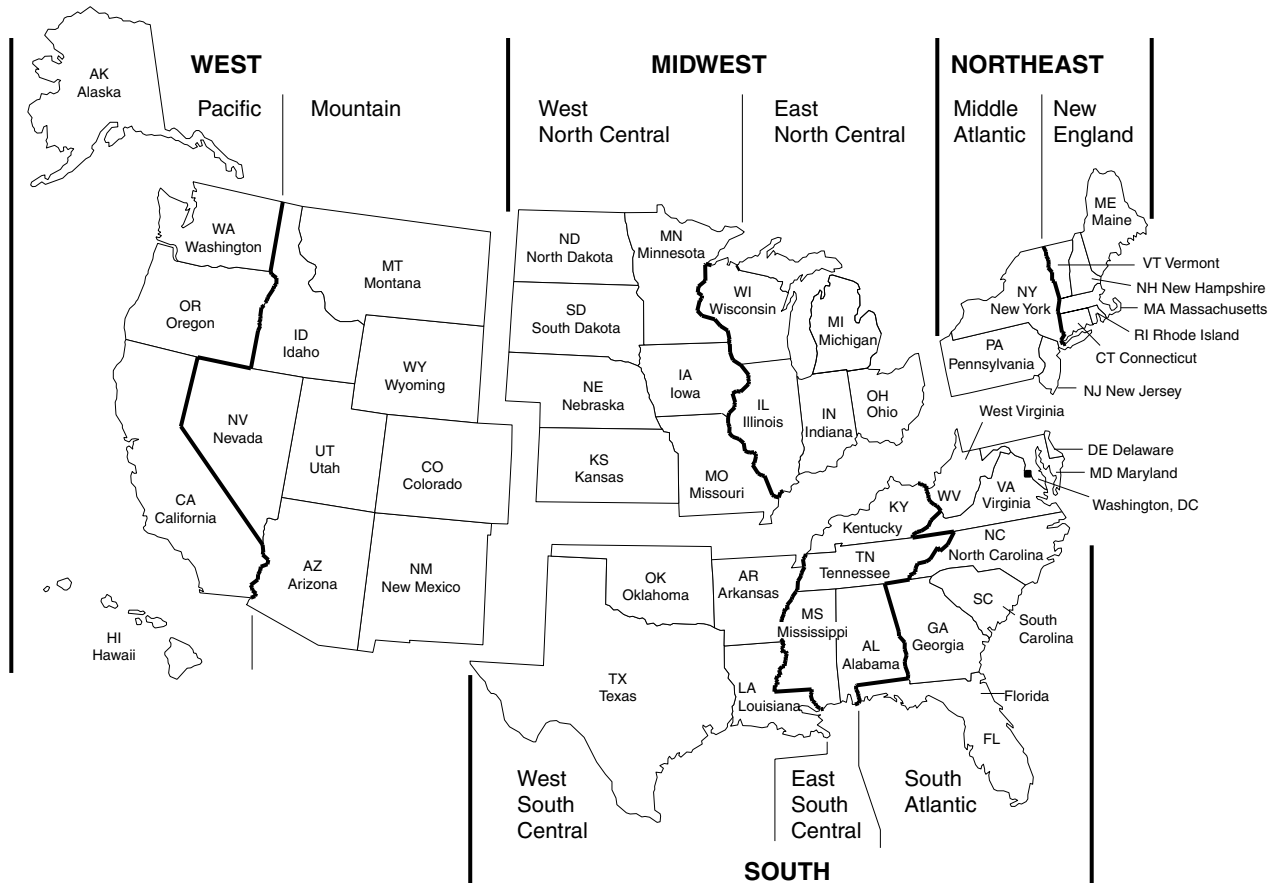 WEST
MIDWEST
NORTHEAST
Pacific
Mountain
West
North Central
East
North Central
Middle
Atlantic
New
England
AK
Alaska
WA
Washington
OR
Oregon
CA
California
HI
Hawaii
MT
Montana
ID
Idaho
WY
Wyoming
NV
Nevada
UT
Utah
CO
Colorado
AZ
Arizona
NM
New Mexico
ND
North Dakota
MN
Minnesota
SD
South Dakota
NE
Nebraska
IA
Iowa
KS
Kansas
MO
Missouri
WI
Wisconsin
MI
Michigan
IL
Illinois
IN
Indiana
OH
Ohio
ME
Maine
VT Vermont
NH New Hampshire
MA Massachusetts
RI Rhode Island
CT Connecticut
NY
New York
PA
Pennsylvania
NJ New Jersey
West Virginia
DE Delaware
MD Maryland
Washington, DC
WV
VA
Virginia
KY
Kentucky
NC
North Carolina
TN
Tennessee
SC
South
Carolina
OK
Oklahoma
AR
Arkansas
MS
Mississippi
AL
Alabama
GA
Georgia
TX
Texas
LA
Louisiana
Florida
FL
West
South
Central
East
South
Central
South
Atlantic
SOUTH